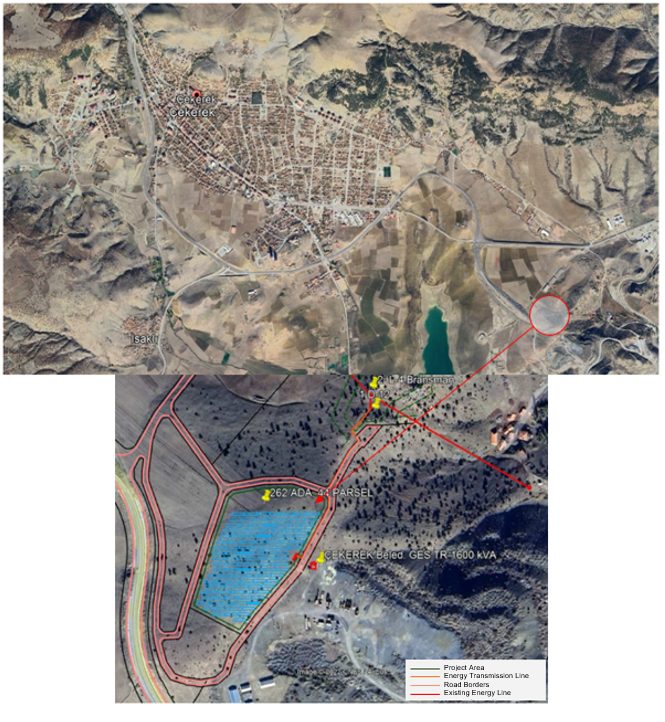 Çekerek
Çekerek
İsaklı
262 ADA 44 PARSEL
ÇEKEREK Beled. GES TR-1600 kVA
Project Area
Energy Transmission Line
Road Borders
Existing Energy Line